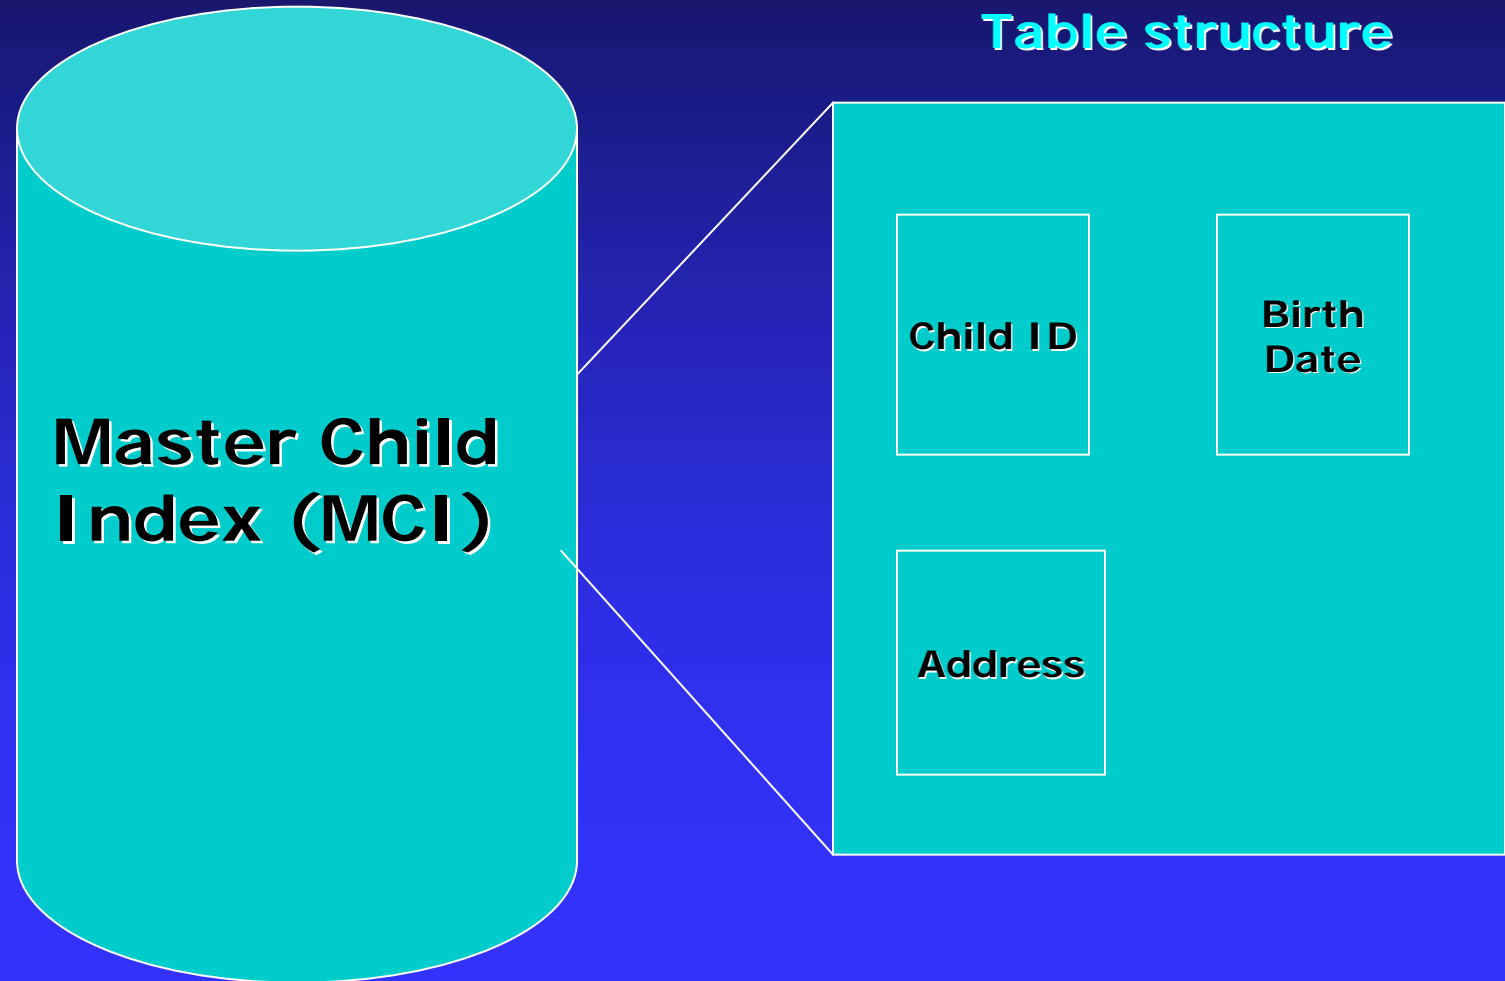 Table structure
Master Child
Index (MCI)
Child ID
Birth
Date
Address